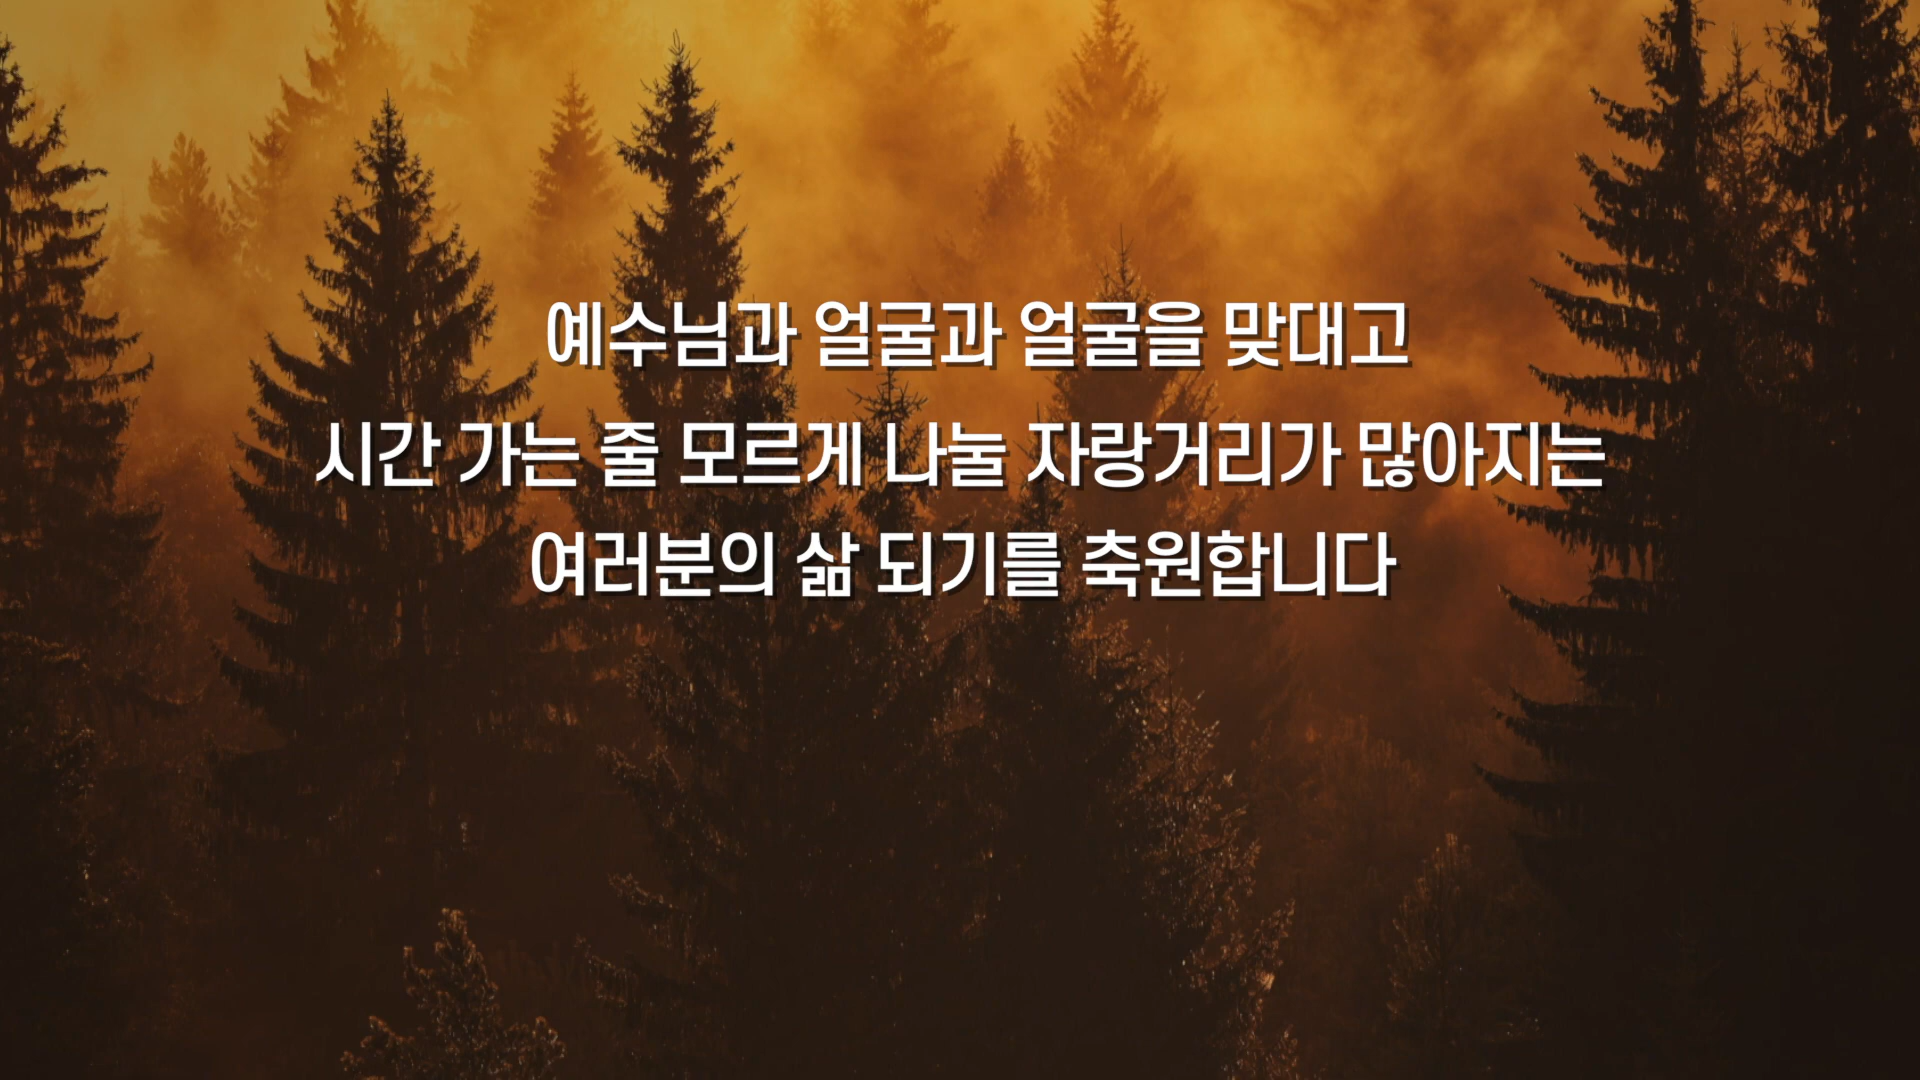 예수님과 얼굴과 얼굴을 맞대고
시간 가는 줄 모르게 나눌 자랑거리가 많아지는
여러분의 삶 되기를 축원합니다